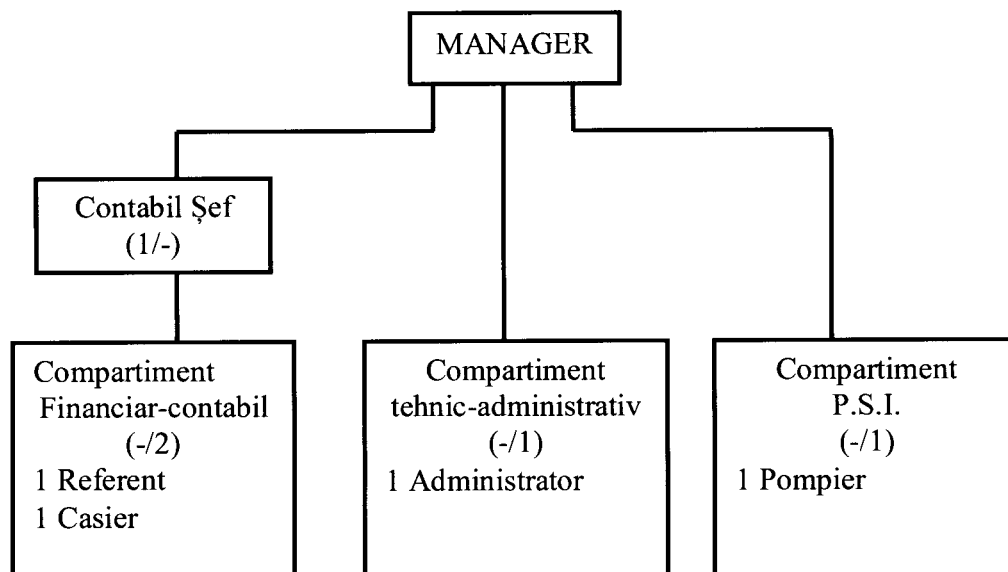 MANAGER
Contabil Șef
(1/-)
Compartiment
Financiar-contabil
(-/2)
1 Referent
1 Casier
Compartiment
tehnic-administrativ
(-/1)
1 Administrator
Compartiment
P.S.I.
(-/1)
1 Pompier